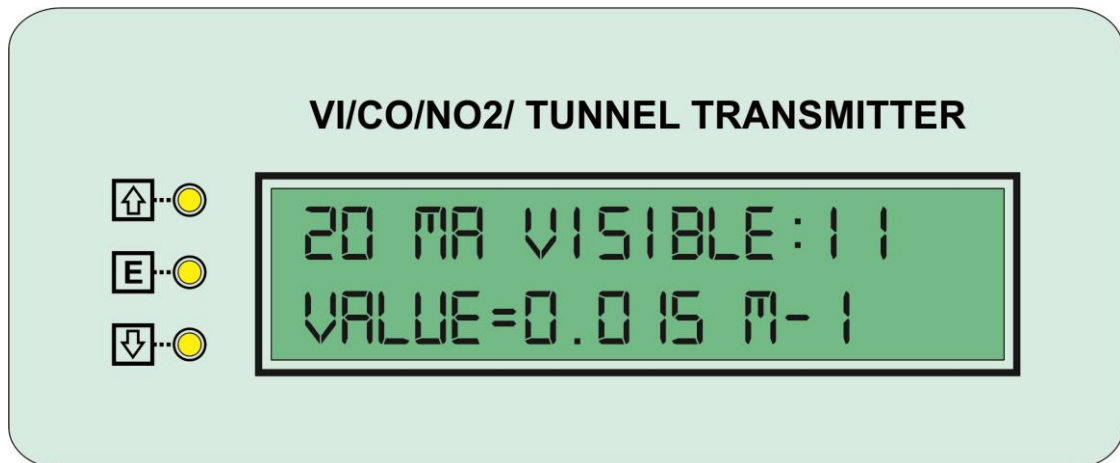 VI/CO/NO2/ TUNNEL TRANSMITTER
20 MA VISIBLE:11
E
VALUE=0.015 M-1